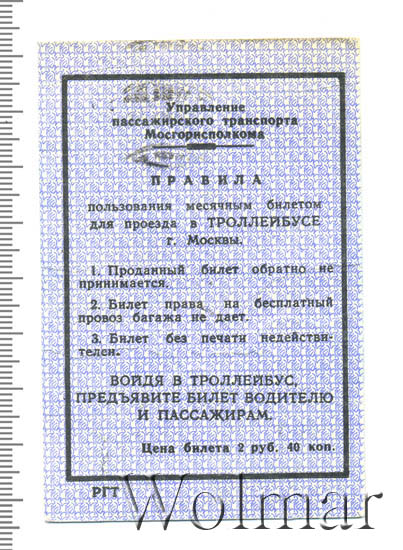 Управление
пассажирского транспорта
Мосгорисполкома
ПРАВИЛА
пользования месячным билетом
для проезда в ТРОЛЛЕЙБУСЕ
г. Москвы.
1. Проданный билет обратно не
принимается.
2. Билет права на бесплатный
провоз багажа не дает.
3. Билет без печати недействи-
телен.
ВОЙДЯ В ТРОЛЛЕЙБУС,
ПРЕДЪЯВИТЕ БИЛЕТ ВОДИТЕЛЮ
И ПАССАЖИРАМ.
Цена билета 2 руб. 40 коп.
РГТ
Wolmar